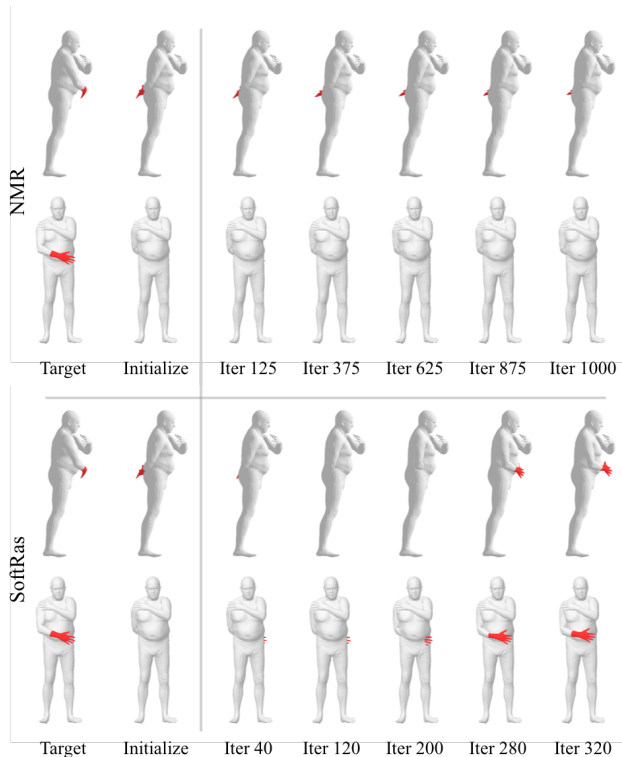 NMR
Target Initialize Iter 125 Iter 375 Iter 625 Iter 875 Iter 1000
SoftRas
Target Initialize Iter 40 Iter 120 Iter 200 Iter 280 Iter 320